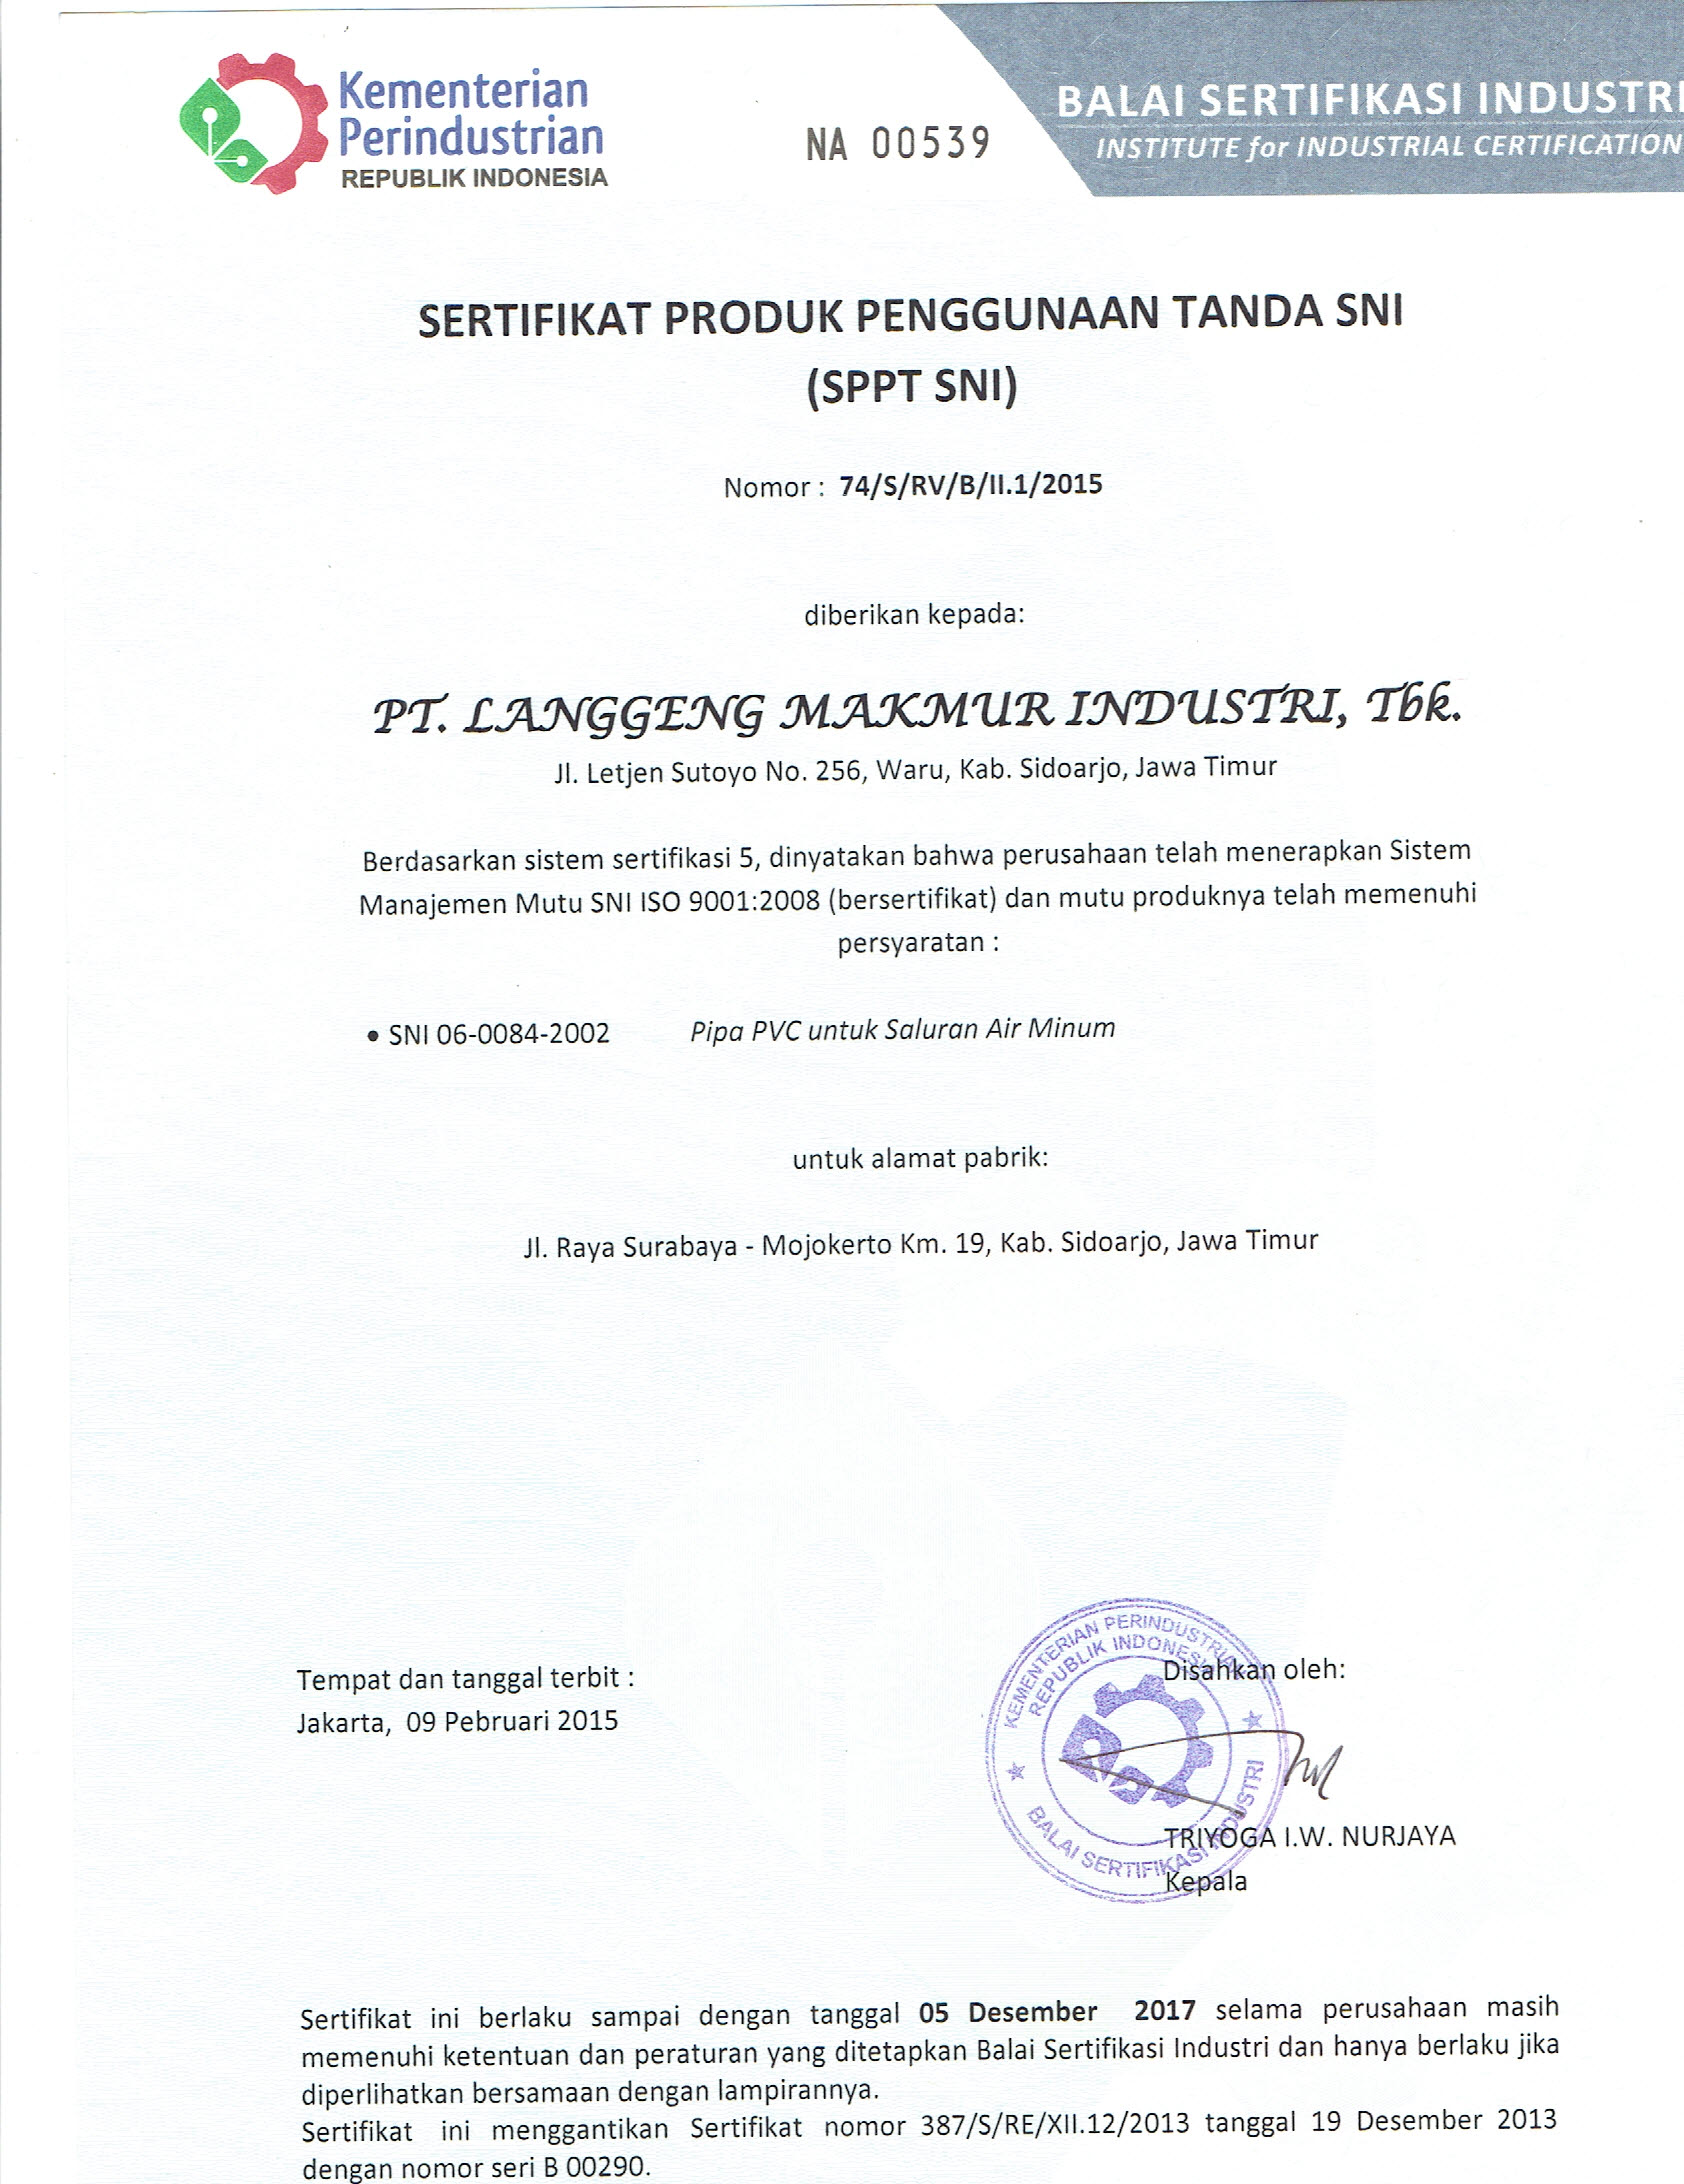 Kementerian
Perindustrian
REPUBLIK INDONESIA
NA 00539
BALAI SERTIFIKASI INDUSTRI
INSTITUTE for INDUSTRIAL CERTIFICATION
SERTIFIKAT PRODUK PENGGUNAAN TANDA SNI
(SPPT SNI)
Nomor : 74/S/RV/B/II.1/2015
diberikan kepada:
PT. LANGGENG MAKMUR INDUSTRI, Tbk.
Jl. Letjen Sutoyo No. 256, Waru, Kab. Sidoarjo, Jawa Timur
Berdasarkan sistem sertifikasi 5, dinyatakan bahwa perusahaan telah menerapkan Sistem
Manajemen Mutu SNI ISO 9001:2008 (bersertifikat) dan mutu produknya telah memenuhi
persyaratan :
• SNI 06-0084-2002 Pipa PVC untuk Saluran Air Minum
untuk alamat pabrik:
Jl. Raya Surabaya - Mojokerto Km. 19, Kab. Sidoarjo, Jawa Timur
Tempat dan tanggal terbit :
Jakarta, 09 Pebruari 2015
KEMENTERIAN PERINDUSTRIAN
REPUBLIK INDONESIA
BALAI SERTIFIKASI INDUSTRI
Disahkan oleh:
TRIYOGA I.W. NURJAYA
Kepala
Sertifikat ini berlaku sampai dengan tanggal 05 Desember 2017 selama perusahaan masih
memenuhi ketentuan dan peraturan yang ditetapkan Balai Sertifikasi Industri dan hanya berlaku jika
diperlihatkan bersamaan dengan lampirannya.
Sertifikat ini menggantikan Sertifikat nomor 387/S/RE/XII.12/2013 tanggal 19 Desember 2013
dengan nomor seri B 00290.